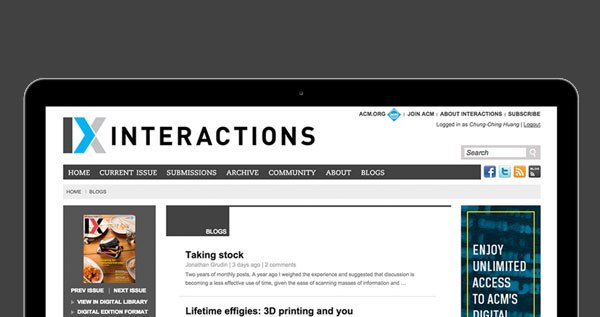 ACM.ORG acm | JOIN ACM | ABOUT INTERACTIONS | SUBSCRIBE
Logged in as Chung-Ching Huang | Logout
IX INTERACTIONS
Search
HOME CURRENT ISSUE SUBMISSIONS ARCHIVE COMMUNITY ABOUT BLOGS
HOME | BLOGS
IX
PREV ISSUE | NEXT ISSUE
VIEW IN DIGITAL LIBRARY
DIGITAL EDITION FORMAT
BLOGS
Taking stock
Jonathan Grudin | 3 days ago | 2 comments
Two years of monthly posts. A year ago I weighed the experience and suggested that discussion is
becoming a less effective use of time, given the ease of scanning masses of information and …
Lifetime effigies: 3D printing and you
ENJOY
UNLIMITED
ACCESS
TO ACM'S
DIGITAL